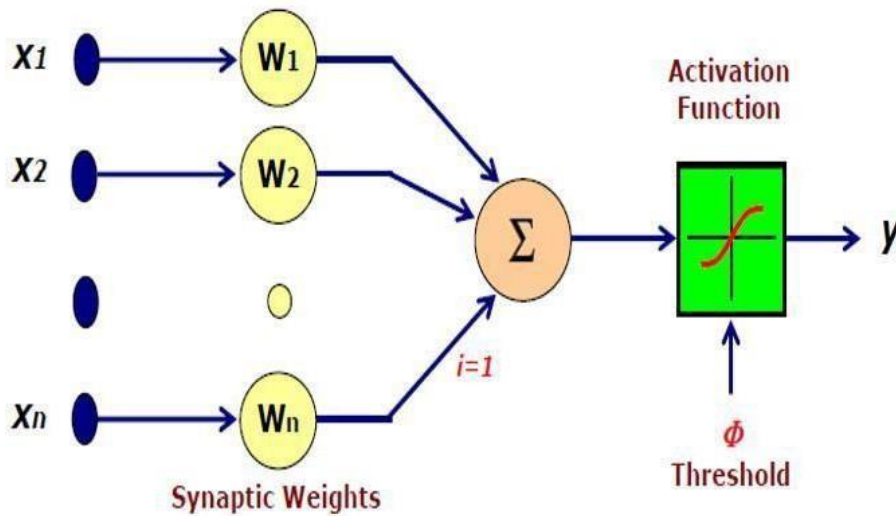 X1
W1
Activation
Function
X2
W2
Σ
y
i=1
Xn
Wn
Φ
Threshold
Synaptic Weights